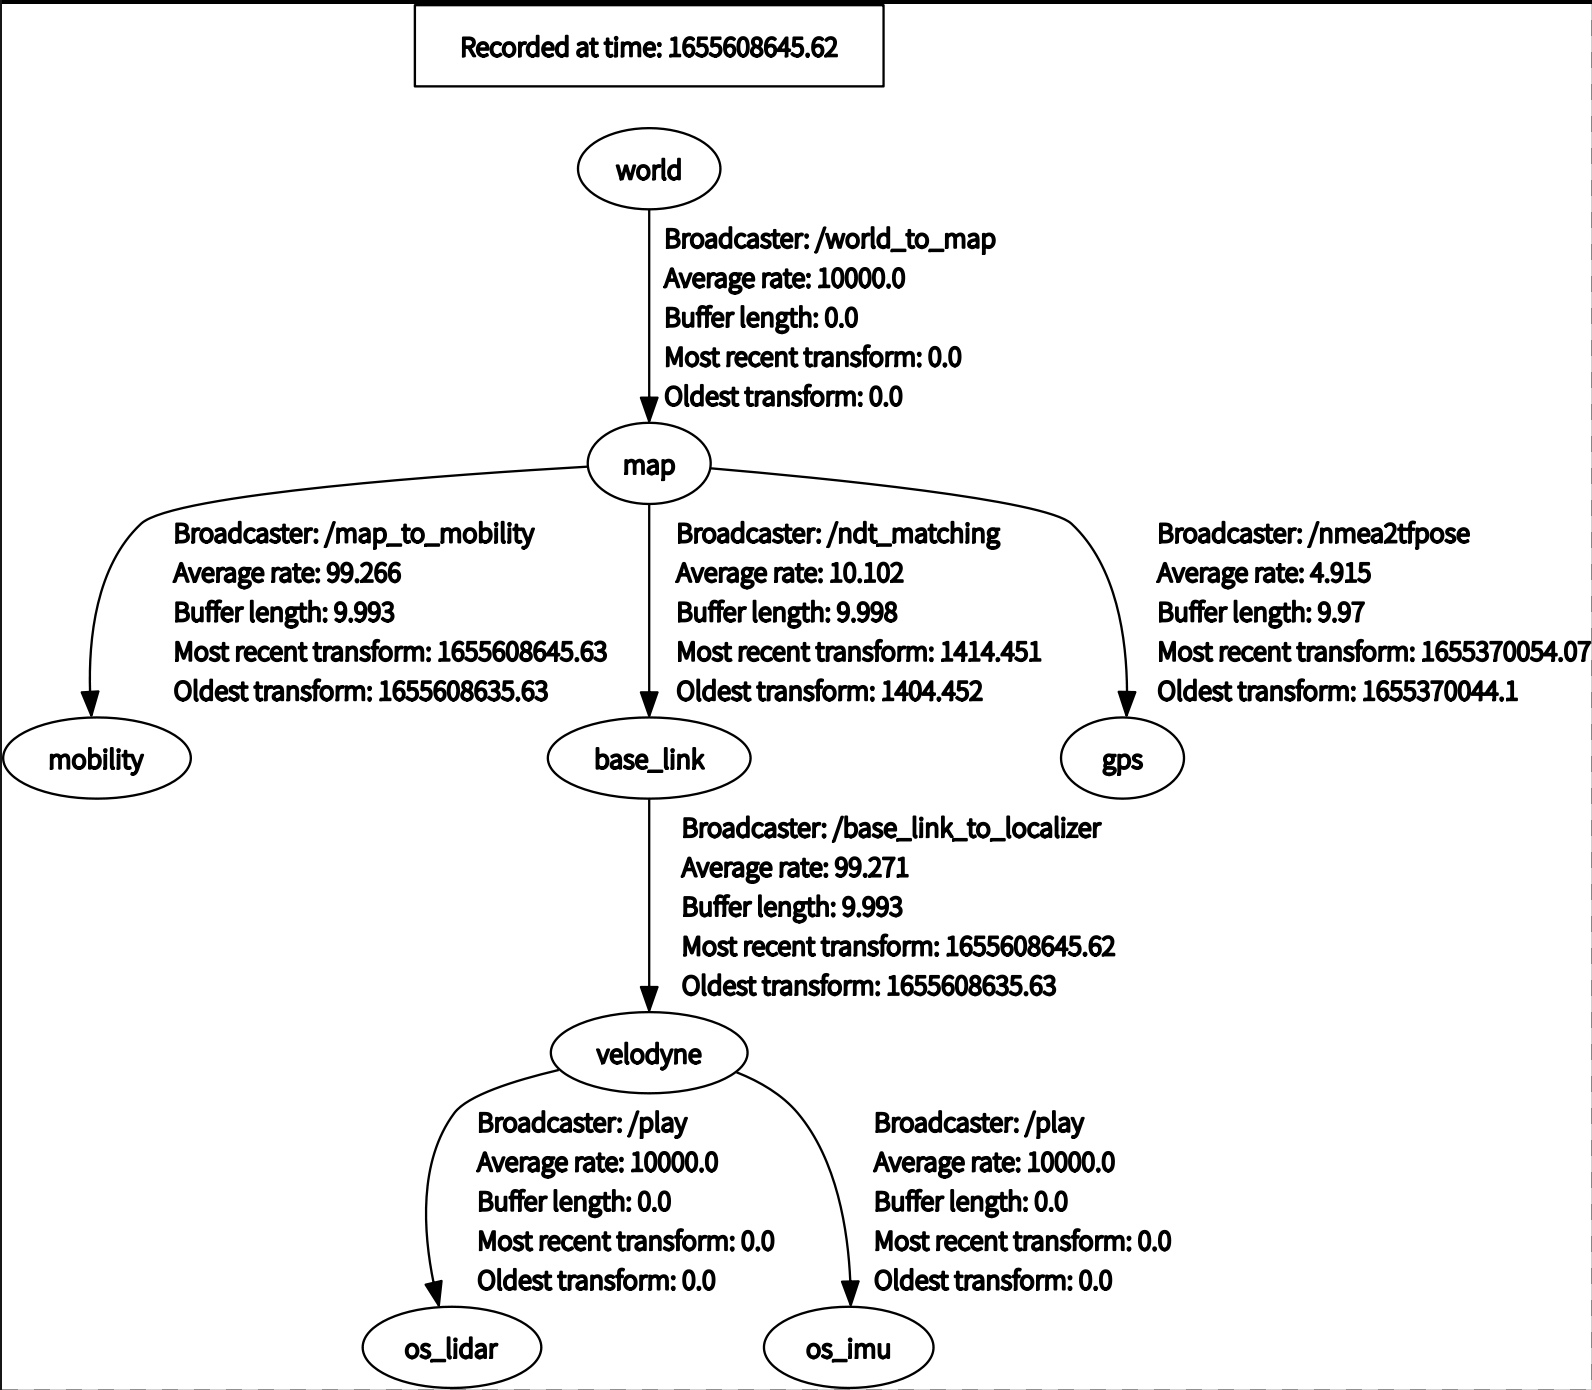 Recorded at time: 1655608645.62
world
Broadcaster: /world_to_map
Average rate: 10000.0
Buffer length: 0.0
Most recent transform: 0.0
Oldest transform: 0.0
map
Broadcaster: /map_to_mobility
Average rate: 99.266
Buffer length: 9.993
Most recent transform: 1655608645.63
Oldest transform: 1655608635.63
Broadcaster: /ndt_matching
Average rate: 10.102
Buffer length: 9.998
Most recent transform: 1414.451
Oldest transform: 1404.452
Broadcaster: /nmea2tfpose
Average rate: 4.915
Buffer length: 9.97
Most recent transform: 1655370054.07
Oldest transform: 1655370044.1
mobility
base_link
gps
Broadcaster: /base_link_to_localizer
Average rate: 99.271
Buffer length: 9.993
Most recent transform: 1655608645.62
Oldest transform: 1655608635.63
velodyne
Broadcaster: /play
Average rate: 10000.0
Buffer length: 0.0
Most recent transform: 0.0
Oldest transform: 0.0
Broadcaster: /play
Average rate: 10000.0
Buffer length: 0.0
Most recent transform: 0.0
Oldest transform: 0.0
os_lidar
os_imu